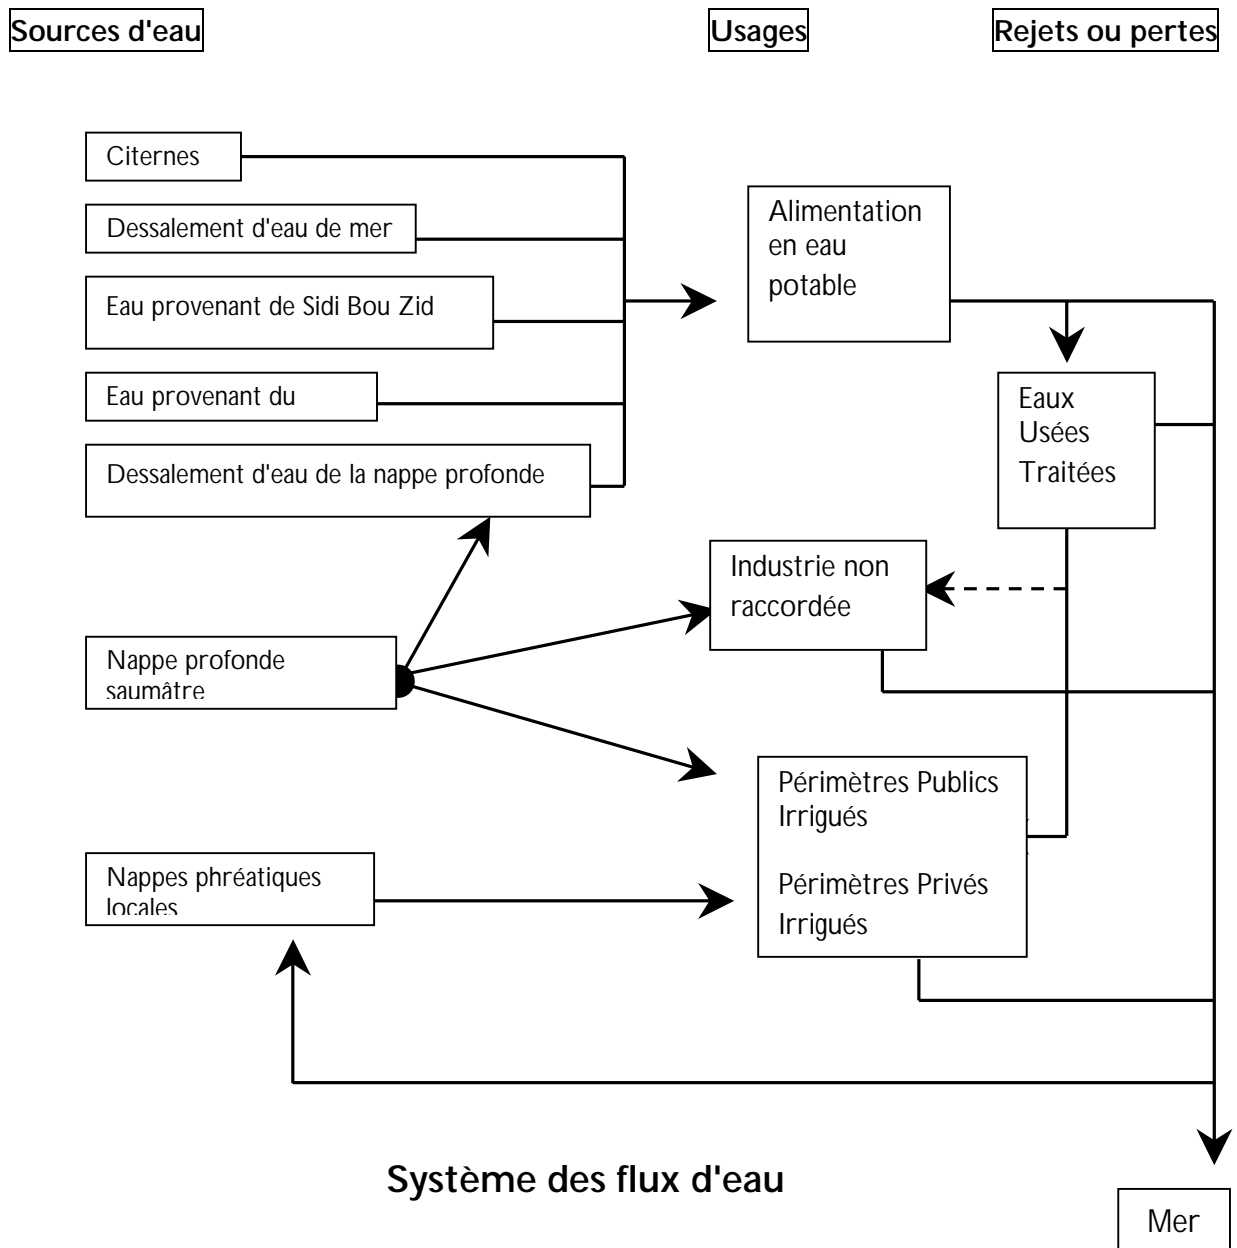 Sources d'eau
Usages
Rejets ou pertes
Citernes
Dessalement d'eau de mer
Eau provenant de Sidi Bou Zid
Eau provenant du
Dessalement d'eau de la nappe profonde
Nappe profonde
saumâtre
Nappes phréatiques
locales
Alimentation
en eau
potable
Industrie non
raccordée
Périmètres Publics
Irrigués
Périmètres Privés
Irrigués
Eaux
Usées
Traitées
Système des flux d'eau
Mer